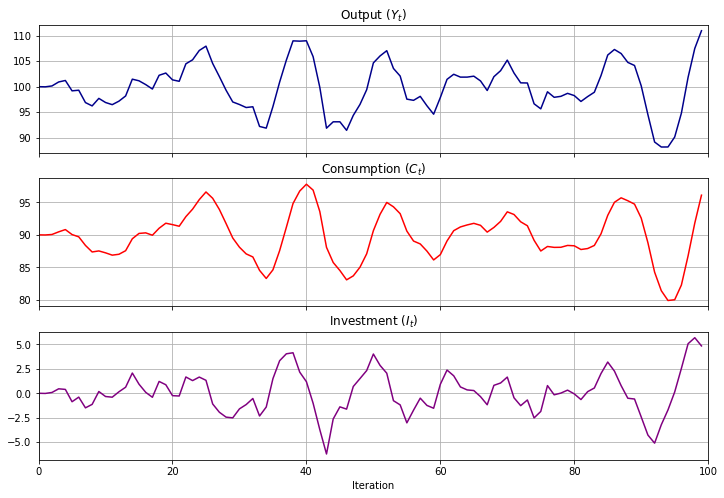 Output (Y_t)
110
105
100
95
90
Consumption (C_t)
95
90
85
80
Investment (I_t)
5.0
2.5
0.0
−2.5
−5.0
0 20 40 60 80 100
Iteration